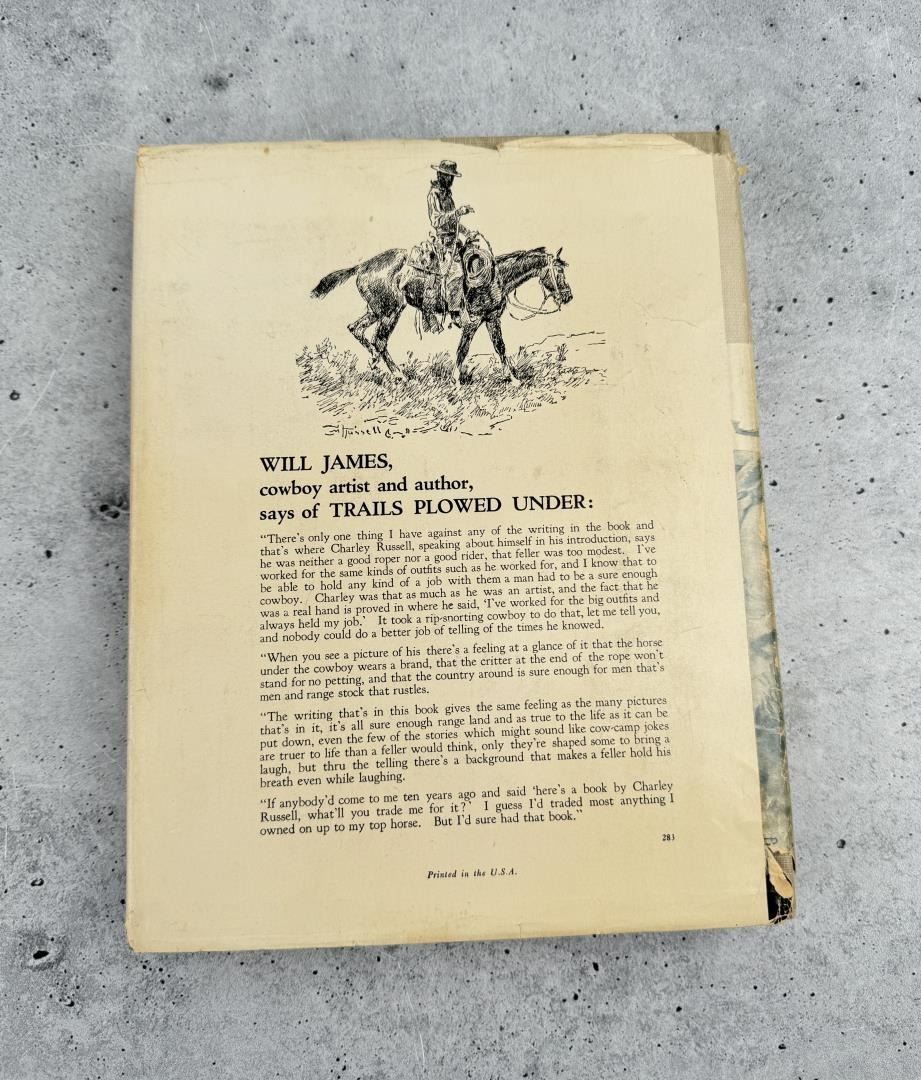 CMRussell
WILL JAMES,
cowboy artist and author,
says of TRAILS PLOWED UNDER:
“There's only one thing I have against any of the writing in the book and
that's where Charley Russell, speaking about himself in his introduction, says
he was neither a good roper nor a good rider, that feller was too modest. I've
worked for the same kinds of outfits such as he worked for, and I know that to
be able to hold any kind of a job with them a man had to be a sure enough
cowboy. Charley was that as much as he was an artist, and the fact that he
was a real hand is proved in where he said, 'I've worked for the big outfits and
always held my job.' It took a rip-snorting cowboy to do that, let me tell you,
and nobody could do a better job of telling of the times he knowed.
“When you see a picture of his there's a feeling at a glance of it that the horse
under the cowboy wears a brand, that the critter at the end of the rope won't
stand for no petting, and that the country around is sure enough for men that's
men and range stock that rustles.
“The writing that's in this book gives the same feeling as the many pictures
that's in it, it's all sure enough range land and as true to the life as it can be
put down, even the few of the stories which might sound like cow-camp jokes
are truer to life than a feller would think, only they're shaped some to bring a
laugh, but thru the telling there's a background that makes a feller hold his
breath even while laughing.
“If anybody'd come to me ten years ago and said 'here's a book by Charley
Russell, what'll you trade me for it?' I guess I'd traded most anything I
owned on up to my top horse. But I'd sure had that book.”
283
Printed in the U.S.A.